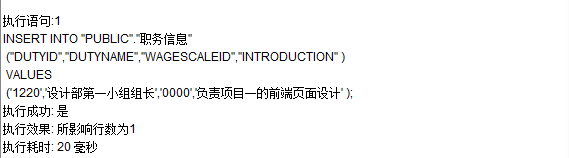 执行语句:1
INSERT INTO "PUBLIC"."职务信息"
("DUTYID","DUTYNAME","WAGESCALEID","INTRODUCTION" )
VALUES
('1220','设计部第一小组组长','0000','负责项目一的前端页面设计' );
执行成功: 是
执行效果: 所影响行数为1
执行耗时: 20 毫秒